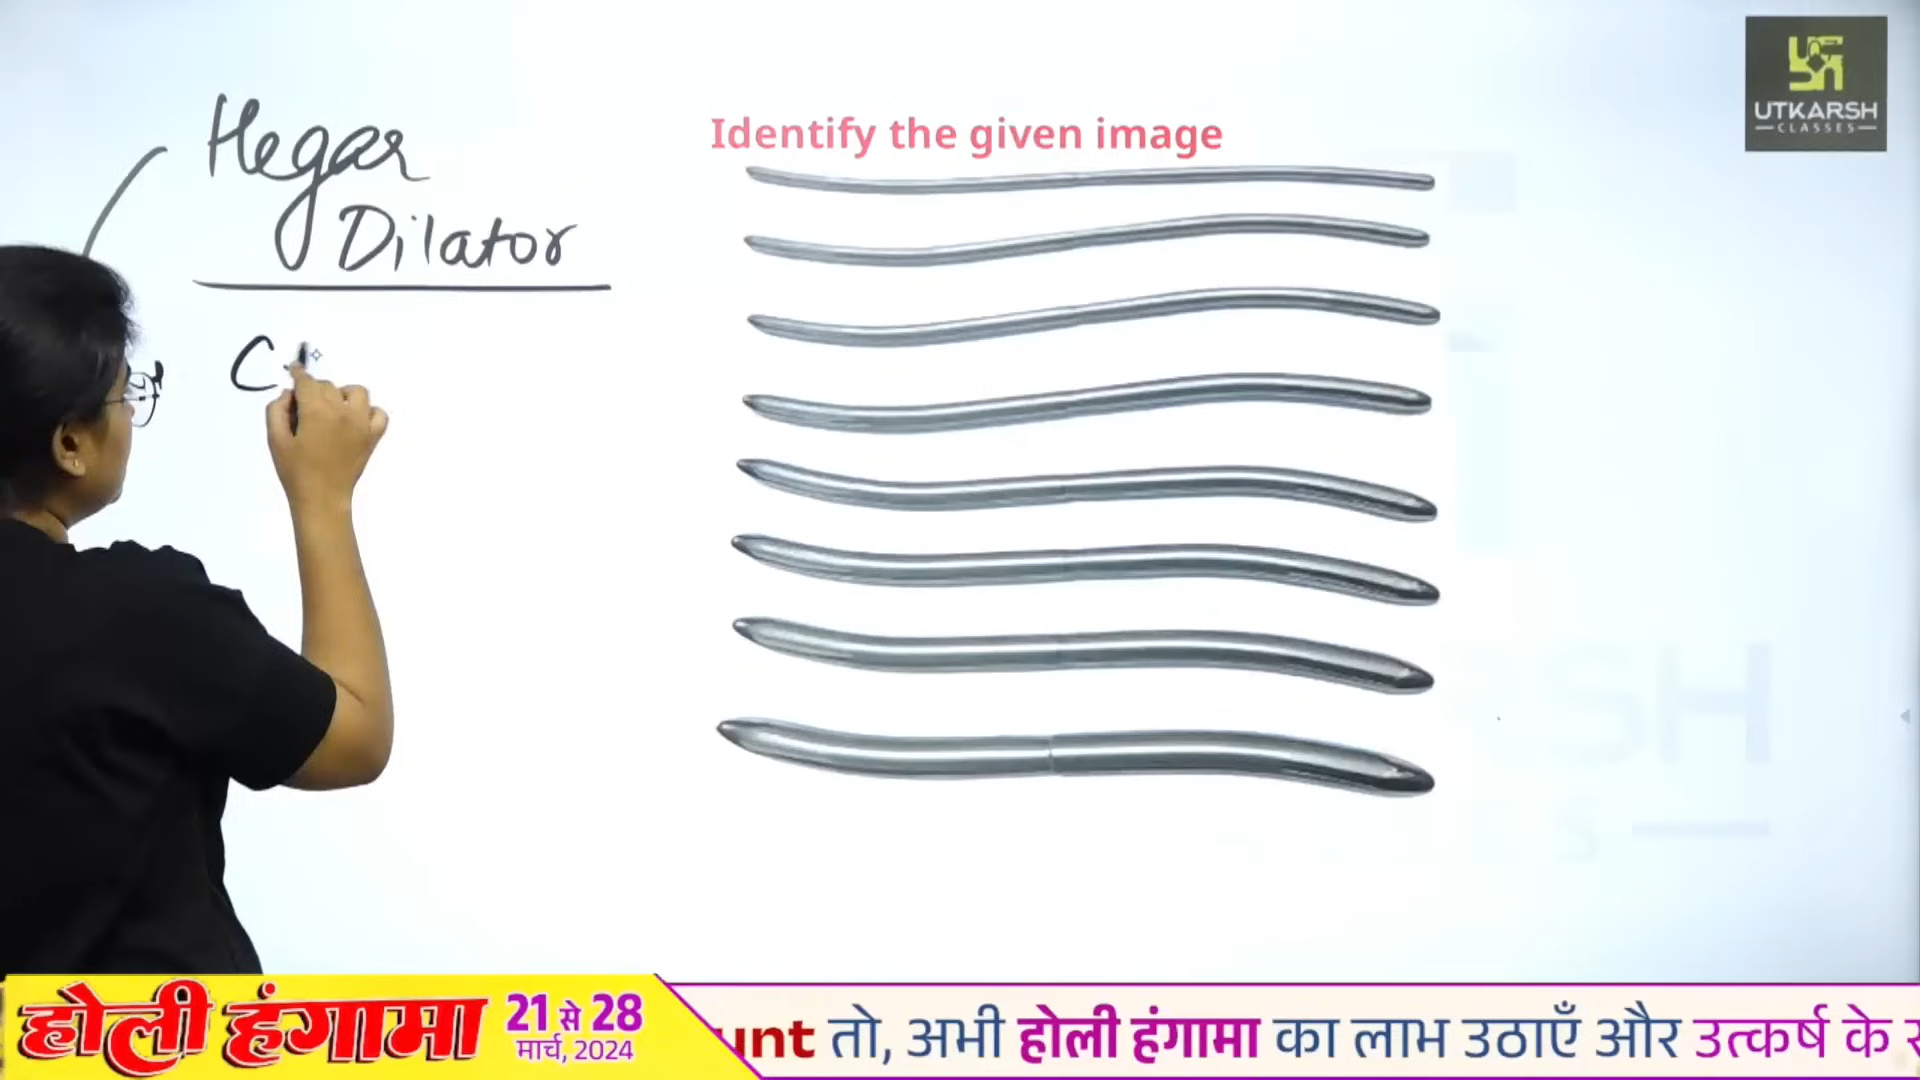 Hegar
Dilator
C
Identify the given image
UTKARSH
CLASSES
होली हंगामा
21 से 28
मार्च, 2024
unt तो, अभी होली हंगामा का लाभ उठाएँ और उत्कर्ष के